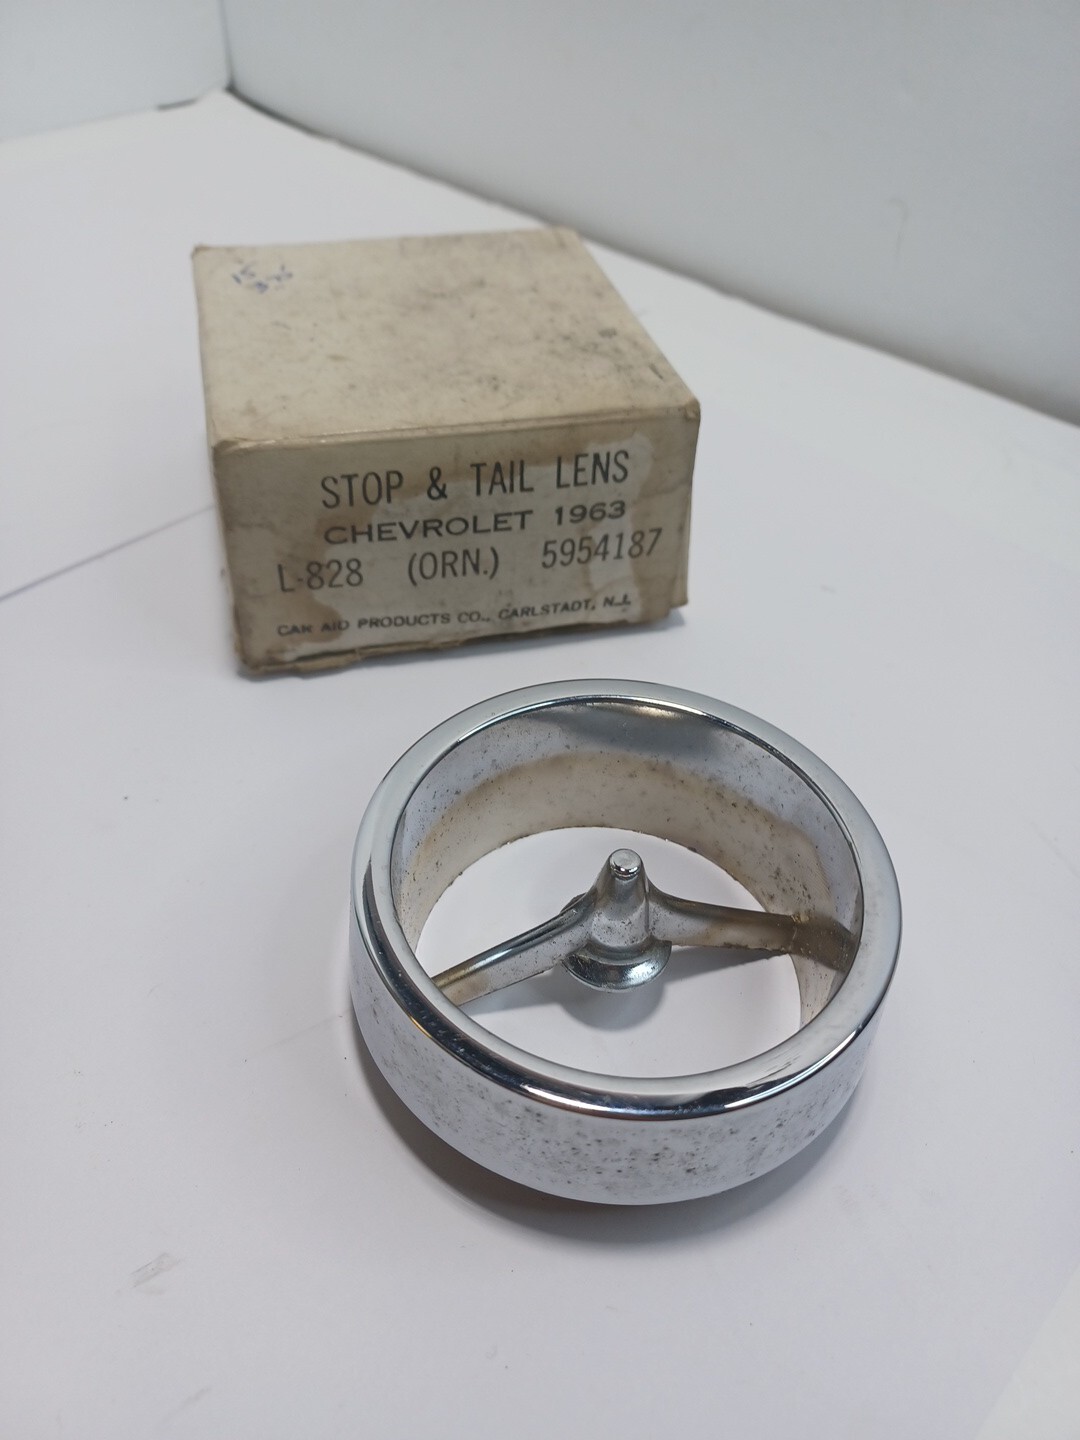 STOP & TAIL LENS
CHEVROLET 1963
L-828 (ORN.) 5954187
CAR AID PRODUCTS CO., CARLSTADT, N.J.